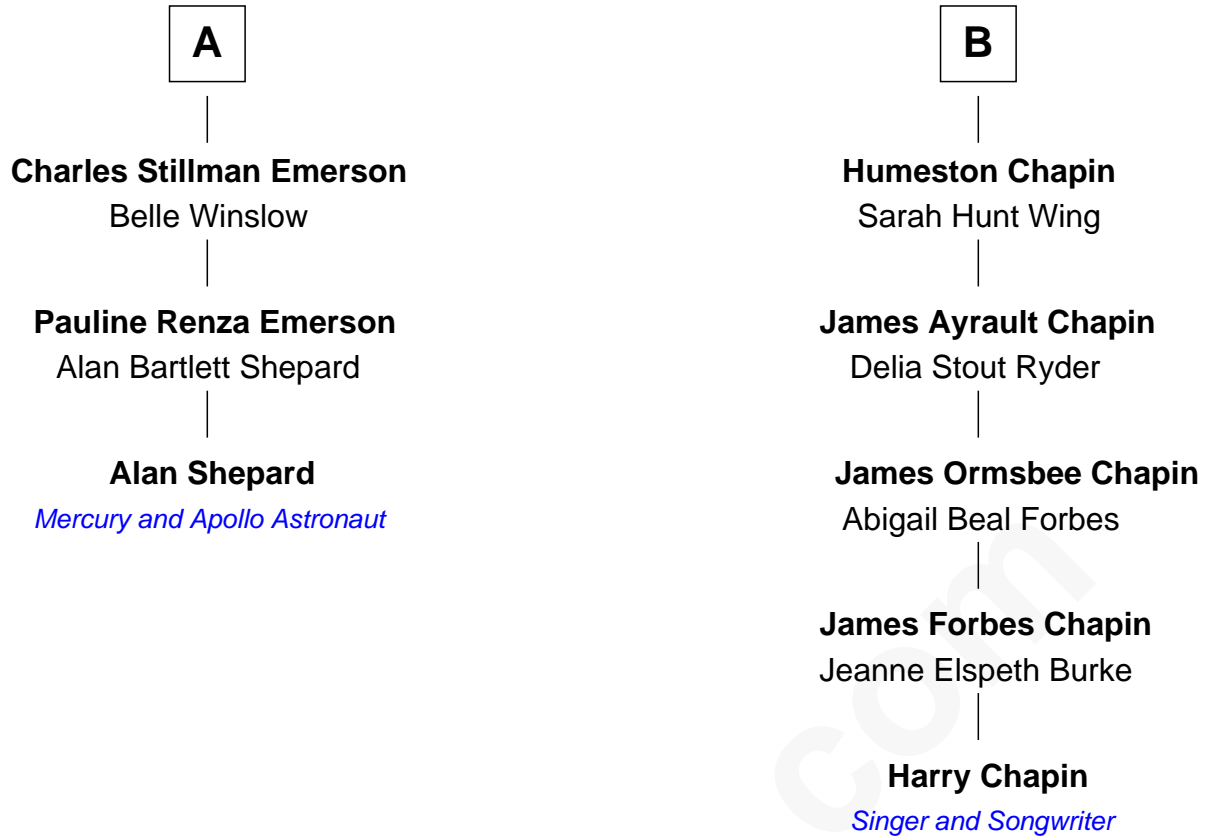 A
Charles Stillman Emerson
Belle Winslow
Pauline Renza Emerson
Alan Bartlett Shepard
Alan Shepard
Mercury and Apollo Astronaut
B
Humeston Chapin
Sarah Hunt Wing
James Ayrault Chapin
Delia Stout Ryder
James Ormsbee Chapin
Abigail Beal Forbes
James Forbes Chapin
Jeanne Elspeth Burke
Harry Chapin
Singer and Songwriter
com